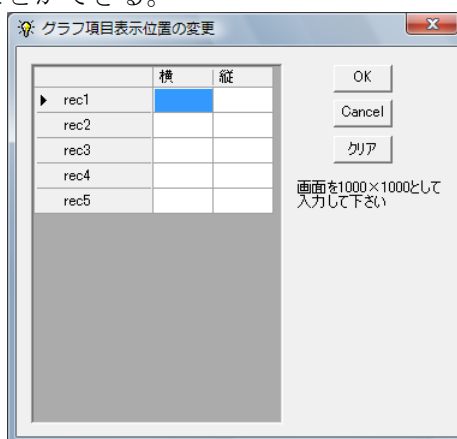 とができる。
グラフ項目表示位置の変更
横 縦
rec1
rec2
rec3
rec4
rec5
OK
Cancel
クリア
画面を1000×1000として
入力して下さい